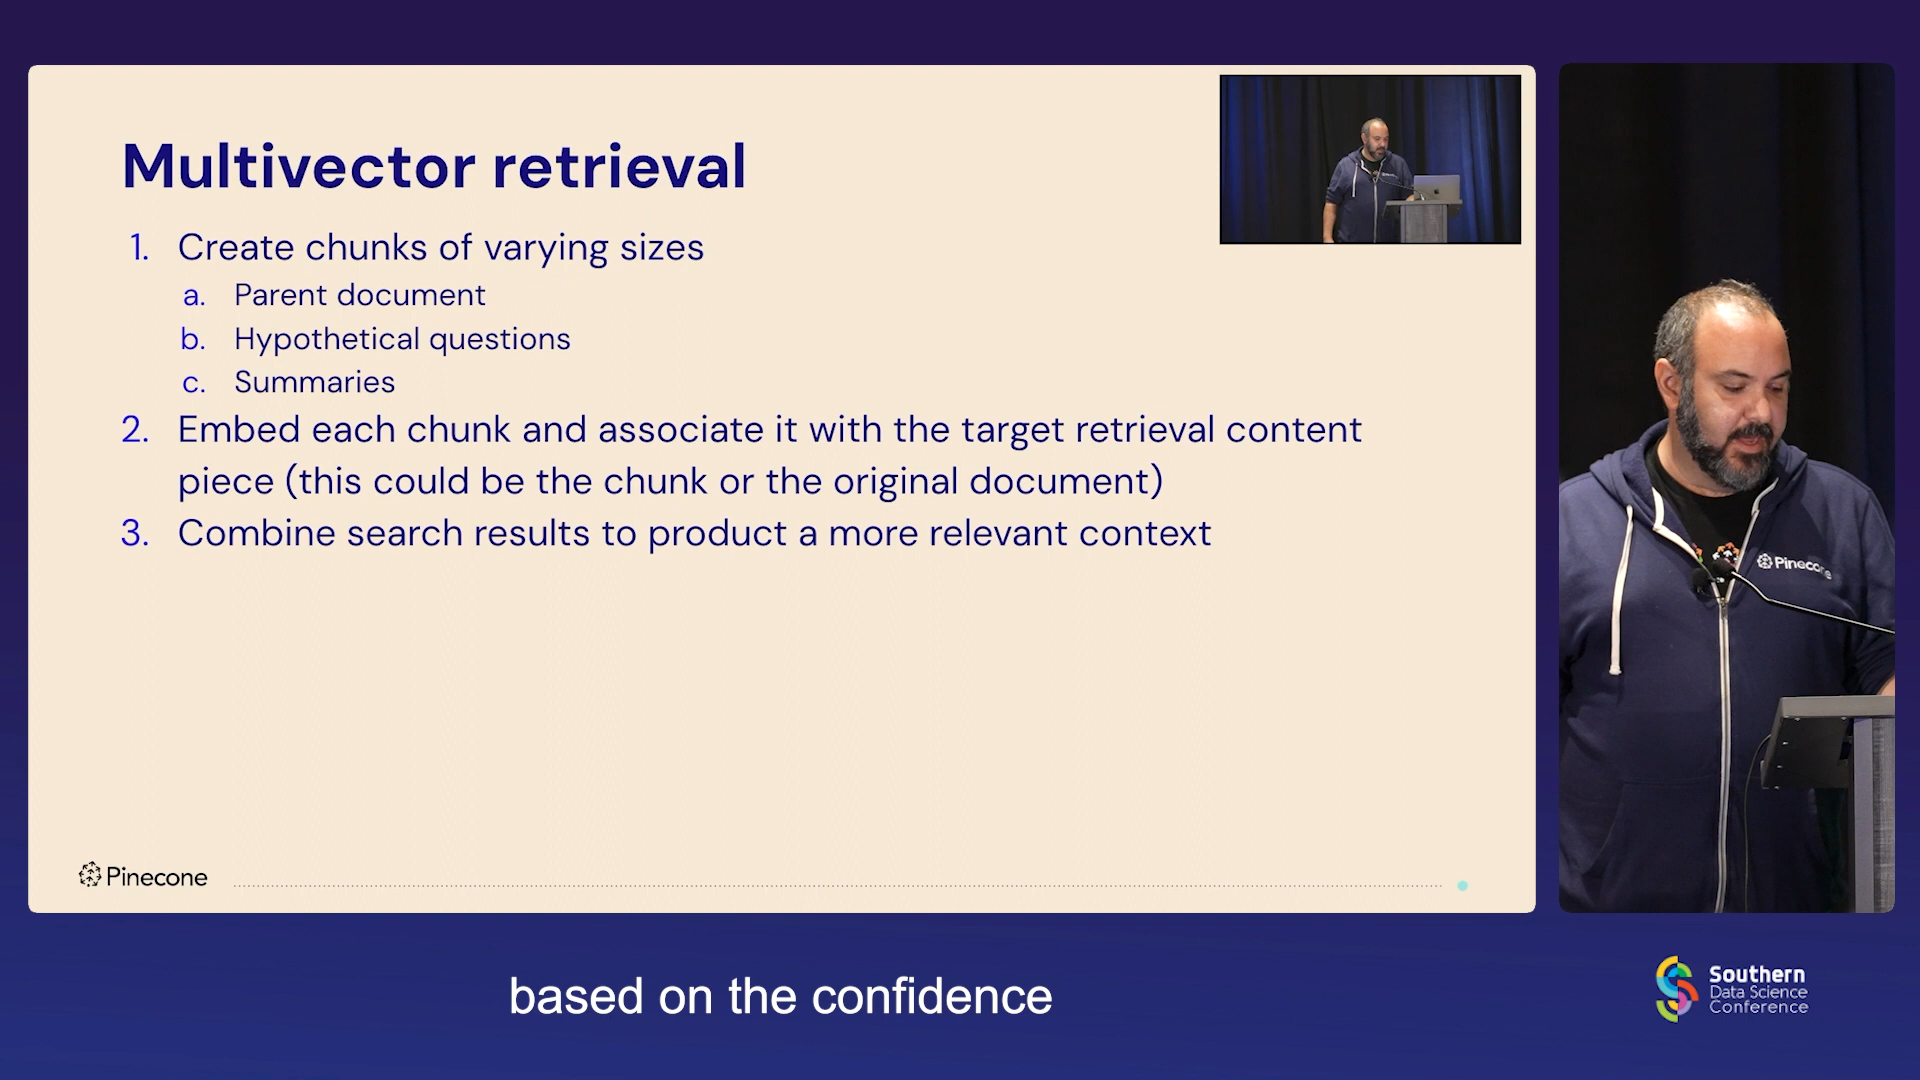 Multivector retrieval
1. Create chunks of varying sizes
a. Parent document
b. Hypothetical questions
c. Summaries
2. Embed each chunk and associate it with the target retrieval content
piece (this could be the chunk or the original document)
3. Combine search results to product a more relevant context
Pinecone
Pinecone
based on the confidence
Southern
Data Science
Conference